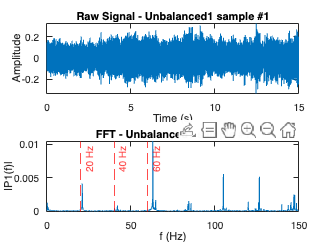 Raw Signal - Unbalanced1 sample #1
Amplitude
0.2
0
-0.2
0
5
10
15
Time (s)
FFT - Unbalance
|P1(f)|
0.01
0.005
0
20 Hz
40 Hz
60 Hz
0
50
100
150
f (Hz)